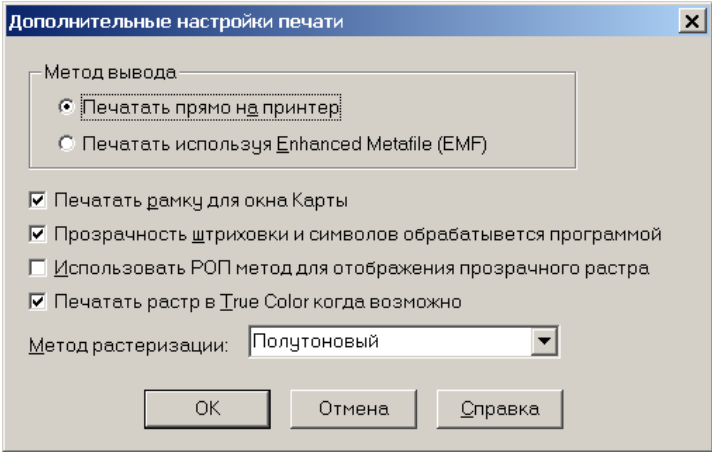 Дополнительные настройки печати
Метод вывода
Печатать прямо на принтер
Печатать используя Enhanced Metafile (EMF)
Печатать рамку для окна Карты
Прозрачность штриховки и символов обрабатывется программой
Использовать РОП метод для отображения прозрачного растра
Печатать растр в True Color когда возможно
Метод растеризации: Полутоновый
OK Отмена Справка